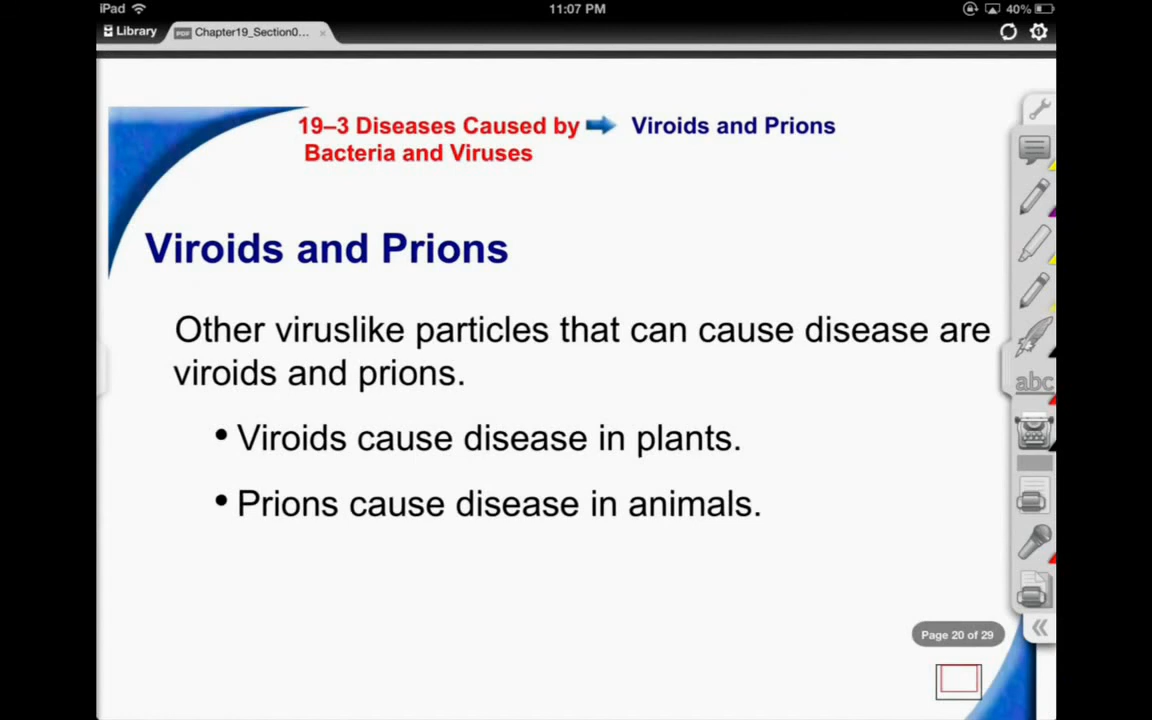 iPad 11:07 PM 40%
Library Chapter19_Section0...
19–3 Diseases Caused by Viroids and Prions
Bacteria and Viruses
Viroids and Prions
Other viruslike particles that can cause disease are
viroids and prions.
• Viroids cause disease in plants.
• Prions cause disease in animals.
abc
Page 20 of 29